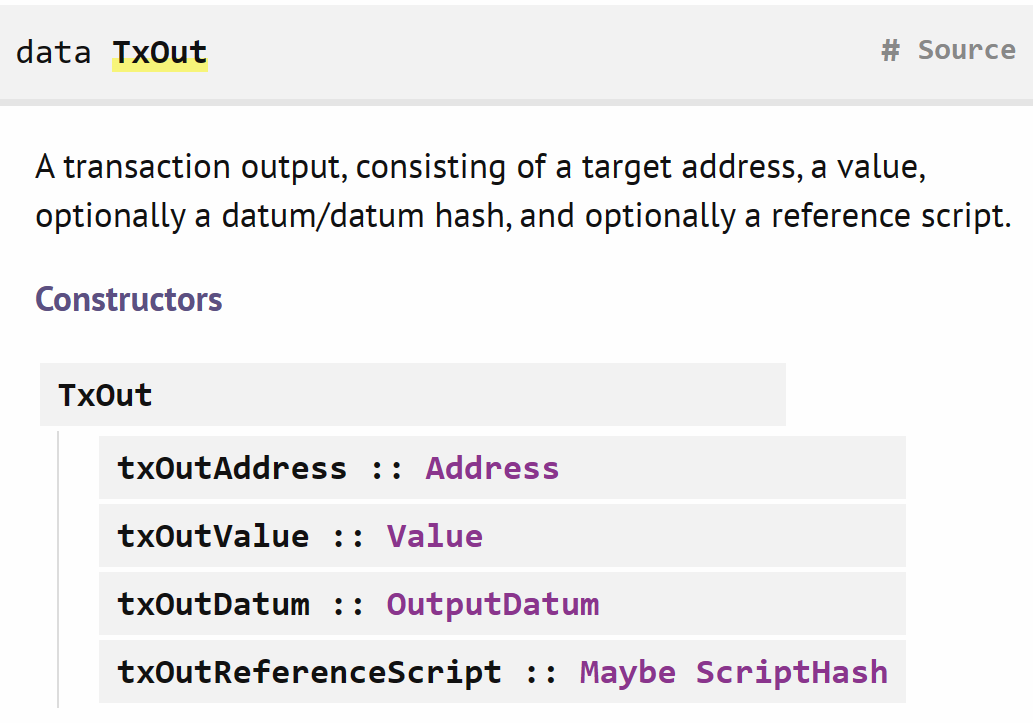 data TxOut # Source
A transaction output, consisting of a target address, a value,
optionally a datum/datum hash, and optionally a reference script.
Constructors
TxOut
txOutAddress :: Address
txOutValue :: Value
txOutDatum :: OutputDatum
txOutReferenceScript :: Maybe ScriptHash